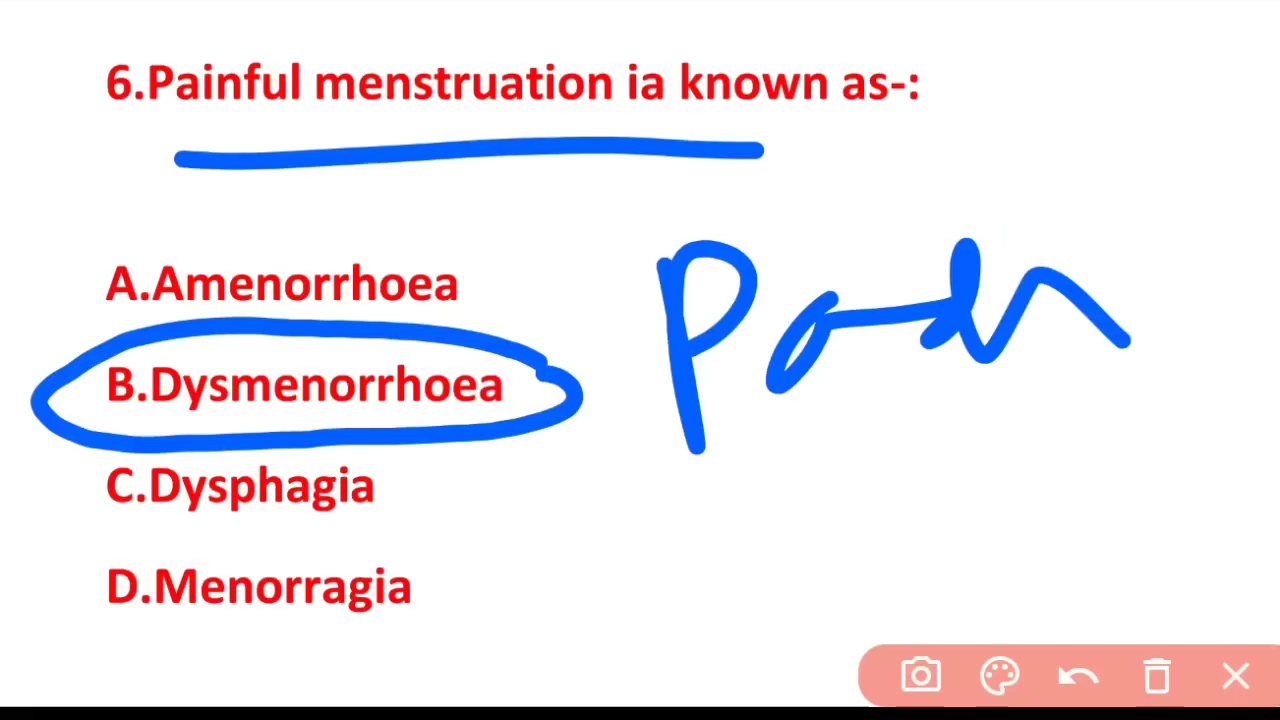 6.Painful menstruation ia known as-:
A.Amenorrhoea
B.Dysmenorrhoea
C.Dysphagia
D.Menorragia